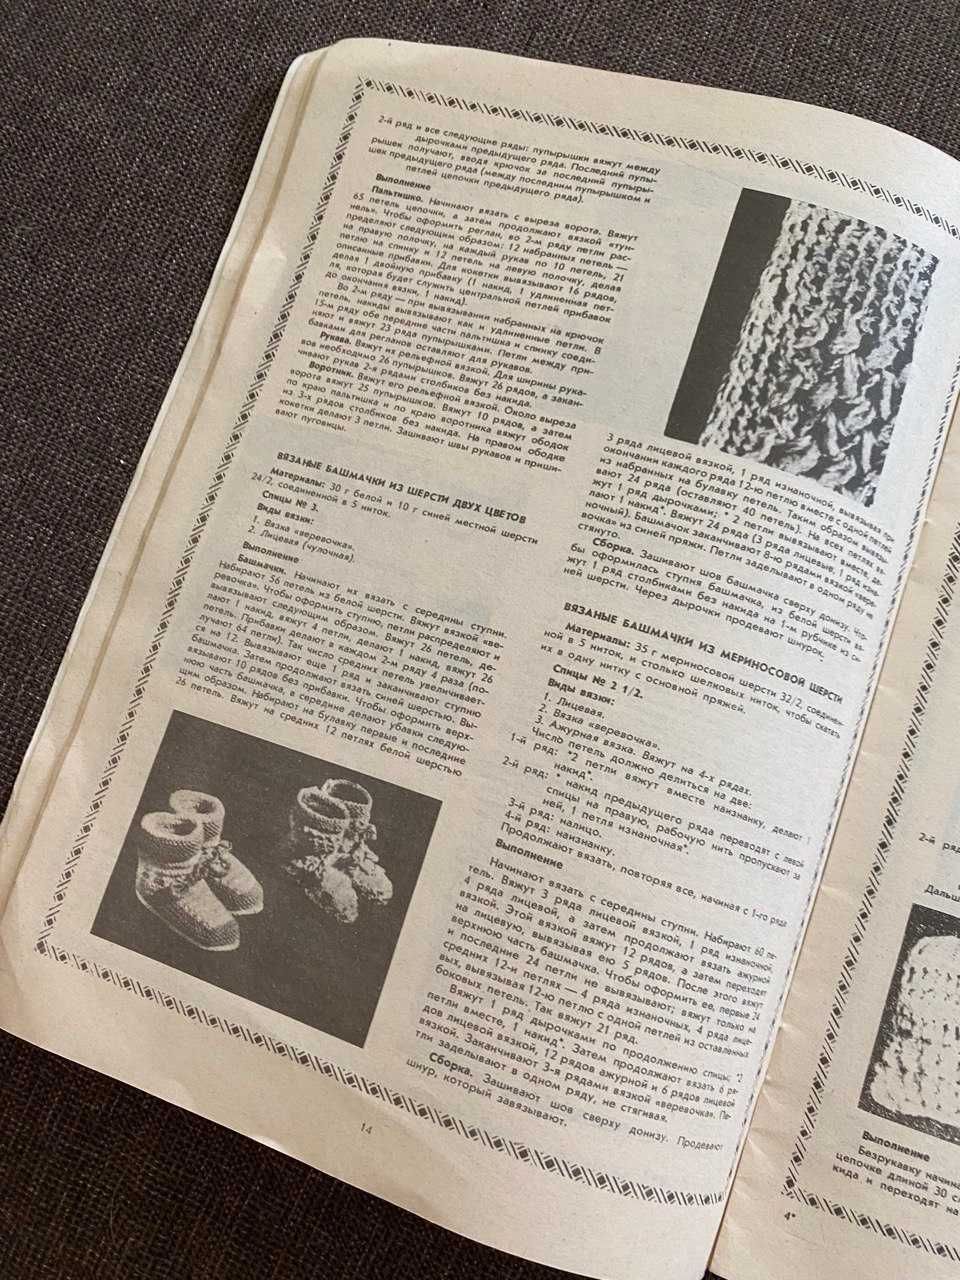 2-й ряд и все следующие ряды: пупырышки вяжут между
дырочками предыдущего ряда. Последний пупы-
рышек получают, вводя крючок за последний пупыры-
шек предыдущего ряда (между последним пупырышком и
петлей цепочки предыдущего ряда).
Выполнение
Пальтишко. Начинают вязать с выреза ворота. Вяжут
65 петель цепочки, а затем продолжают вязкой «тун-
нель». Чтобы оформить реглан, во 2-м ряду петли рас-
пределяют следующим образом: 12 набранных петель —
на правую полочку, на каждый рукав по 10 петель, 21
петлю на спинку и 12 петель на левую полочку, делая
описанные прибавки. Для кокетки вывязывают 16 рядов,
делая 1 двойную прибавку (1 накид, 1 удлиненная пет-
ля, которая будет служить центральной петлей прибавок
до окончания вязки, 1 накид).
Во 2-м ряду — при вывязывании набранных на крючок
петель, накиды вывязывают как и удлиненные петли. В
15-м ряду обе передние части пальтишка и спинку соеди-
няют и вяжут 23 ряда пупырышками. Петли между при-
бавками для регланов оставляют для рукавов.
Рукава. Вяжут их рельефной вязкой. Для ширины рука-
вов необходимо 26 пупырышков. Вяжут 26 рядов, а закан-
чивают рукав 2-я рядами столбиков без накида.
Воротник. Вяжут его рельефной вязкой. Около выреза
ворота вяжут 25 пупырышков. Вяжут 10 рядов, а затем
по краю пальтишка и по краю воротника вяжут ободок
из 3-х рядов столбиков без накида. На правом ободке
кокетки делают 3 петли. Зашивают швы рукавов и приши-
вают пуговицы.
ВЯЗАНЫЕ БАШМАЧКИ ИЗ ШЕРСТИ ДВУХ ЦВЕТОВ
Материалы: 30 г белой и 10 г синей местной шерсти
24/2, соединенной в 5 ниток.
Спицы № 3.
Виды вязки:
1. Вязка «веревочка».
2. Лицевая (чулочная).
Выполнение
Башмачки. Начинают их вязать с середины ступни.
Набирают 56 петель из белой шерсти. Вяжут вязкой «ве-
ревочка». Чтобы оформить ступню, петли распределяют и
вывязывают следующим образом. Вяжут 26 петель, де-
лают 1 накид, вяжут 4 петли, делают 1 накид, вяжут 26
петель. Прибавки делают в каждом 2-м ряду 4 раза (по-
лучают 64 петли). Так число средних петель увеличивает-
ся на 12. Вывязывают еще 1 ряд и заканчивают ступню
башмачка. Затем продолжают вязать синей шерстью. Вы-
вязывают 10 рядов без прибавки. Чтобы оформить верх-
нюю часть башмачка, в середине делают убавки следую-
щим образом. Набирают на булавку первые и последние
26 петель.
Вяжут на средних 12 петлях белой шерстью
3 ряда лицевой вязкой, 1 ряд изнаночной, вывязывая при
окончании каждого ряда 12-ю петлю вместе с одной петлей
из набранных на булавку петель. Таким образом вывязы-
вают 24 ряда (оставляют 40 петель). На всех петлях вя-
жут 1 ряд дырочками; * 2 петли вывязывают вместе, де-
лают 1 накид*. Вяжут 24 ряда (3 ряда лицевые, 1 ряд изна-
ночный). Башмачок заканчивают 8-ю рядами вязкой «вере-
вочка» из синей пряжи. Петли заделывают в одном ряду не
стянуто.
Сборка. Зашивают шов башмачка сверху донизу. Что-
бы оформилась ступня башмачка, из белой шерсти вя-
жут 1 ряд столбиками без накида на 1-м рубчике из си-
ней шерсти. Через дырочки продевают шнурок.
ВЯЗАНЫЕ БАШМАЧКИ ИЗ МЕРИНОСОВОЙ ШЕРСТИ
Материалы: 35 г мериносовой шерсти 32/2, соединен-
ной в 5 ниток, и столько шелковых ниток, чтобы скатать
их в одну нитку с основной пряжей.
Спицы № 2 1/2.
Виды вязки:
1. Лицевая.
2. Вязка «веревочка».
3. Ажурная вязка. Вяжут на 4-х рядах.
Число петель должно делиться на две:
1-й ряд: *2 петли вяжут вместе наизнанку, делают 1
накид*.
2-й ряд: * накид предыдущего ряда переводят с левой
спицы на правую, рабочую нить пропускают за
ней, 1 петля изнаночная*.
3-й ряд: налицо.
4-й ряд: наизнанку.
Продолжают вязать, повторяя все, начиная с 1-го ряда
Выполнение
Начинают вязать с середины ступни. Набирают 60 пе-
тель. Вяжут 3 ряда лицевой вязкой, 1 ряд изнаночной,
4 ряда лицевой, а затем продолжают вязать ажурной
вязкой. Этой вязкой вяжут 12 рядов, а затем переходят
на лицевую, вывязывая ею 5 рядов. После этого вяжут
верхнюю часть башмачка. Чтобы оформить ее, первые 24
и последние 24 петли не вывязывают; вяжут только на
средних 12-и петлях — 4 ряда изнаночных, 4 ряда лице-
вых, вывязывая 12-ю петлю с одной петлей из оставленных
боковых петель. Так вяжут 21 ряд.
Вяжут 1 ряд дырочками по продолжению спицы; *2
петли вместе, 1 накид*. Затем продолжают вязать 6 ря-
дов лицевой вязкой, 12 рядов ажурной и 6 рядов лицевой
вязкой. Заканчивают 3-я рядами вязкой «веревочка». Пе-
тли заделывают в одном ряду, не стягивая.
Сборка. Зашивают шов сверху донизу. Продевают
шнур, который завязывают.
14
2-й ряд
Дальш
Выполнение
Безрукавку начин
цепочке длиной 30 с
кида и переходят на
4*